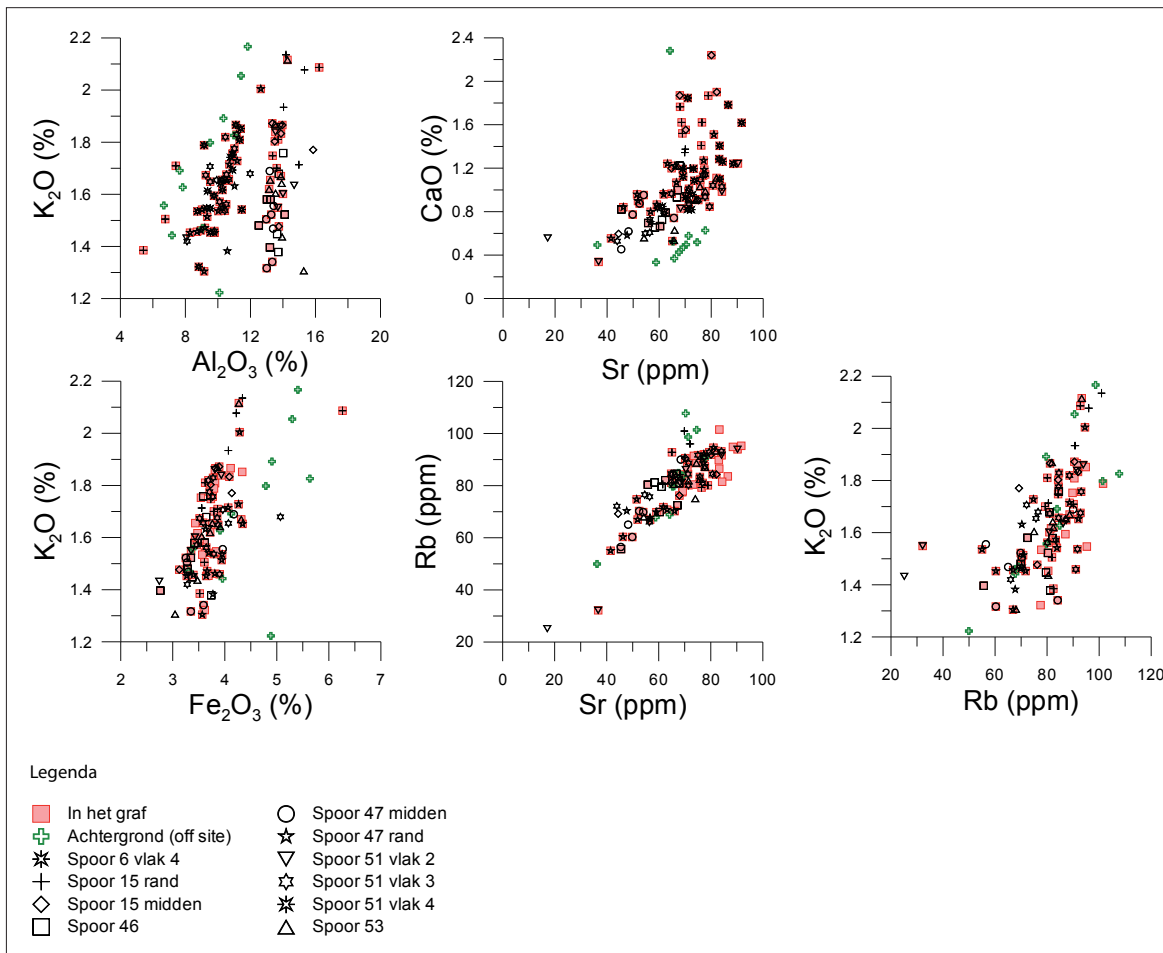 2.2
2
1.8
1.6
1.4
1.2
K₂O (%)
4 8 12 16 20
Al₂O₃ (%)
2.4
2
1.6
1.2
0.8
0.4
0
CaO (%)
0 20 40 60 80 100
Sr (ppm)
2.2
2
1.8
1.6
1.4
1.2
K₂O (%)
2 3 4 5 6 7
Fe₂O₃ (%)
120
100
80
60
40
20
Rb (ppm)
0 20 40 60 80 100
Sr (ppm)
2.2
2
1.8
1.6
1.4
1.2
K₂O (%)
20 40 60 80 100 120
Rb (ppm)
Legenda
In het graf
Achtergrond (off site)
Spoor 6 vlak 4
Spoor 15 rand
Spoor 15 midden
Spoor 46
Spoor 47 midden
Spoor 47 rand
Spoor 51 vlak 2
Spoor 51 vlak 3
Spoor 51 vlak 4
Spoor 53